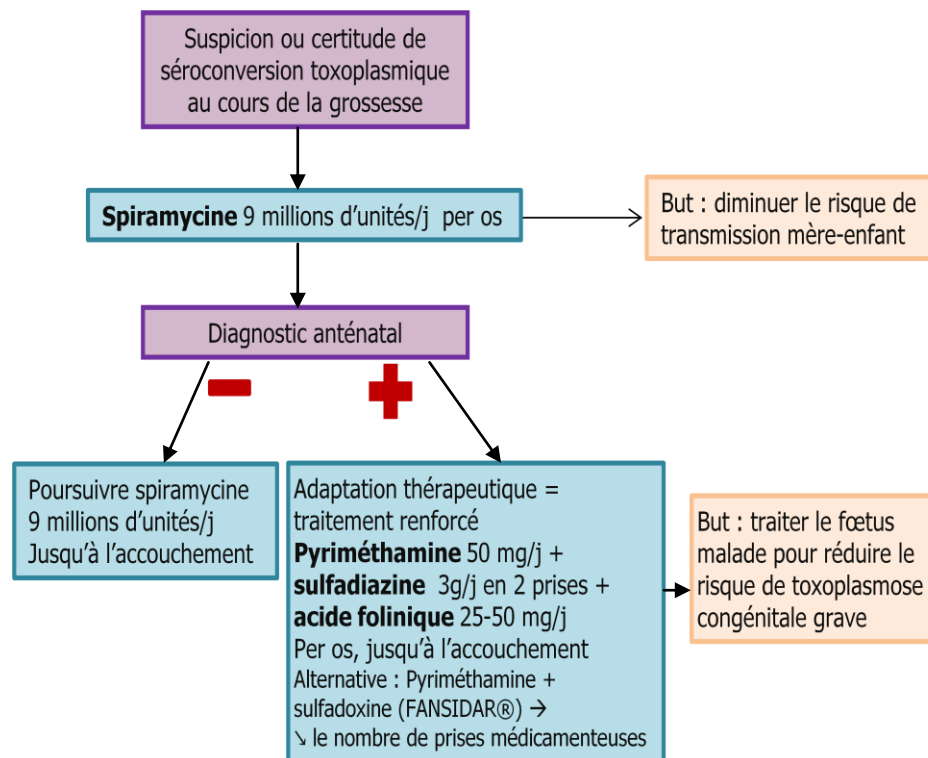 Suspicion ou certitude de
séroconversion toxoplasmique
au cours de la grossesse
Spiramycine 9 millions d’unités/j per os
But : diminuer le risque de
transmission mère-enfant
Diagnostic anténatal
Poursuivre spiramycine
9 millions d’unités/j
Jusqu’à l’accouchement
Adaptation thérapeutique =
traitement renforcé
Pyriméthamine 50 mg/j +
sulfadiazine 3g/j en 2 prises +
acide folinique 25-50 mg/j
Per os, jusqu’à l’accouchement
Alternative : Pyriméthamine +
sulfadoxine (FANSIDAR®) →
↘ le nombre de prises médicamenteuses
But : traiter le fœtus
malade pour réduire le
risque de toxoplasmose
congénitale grave